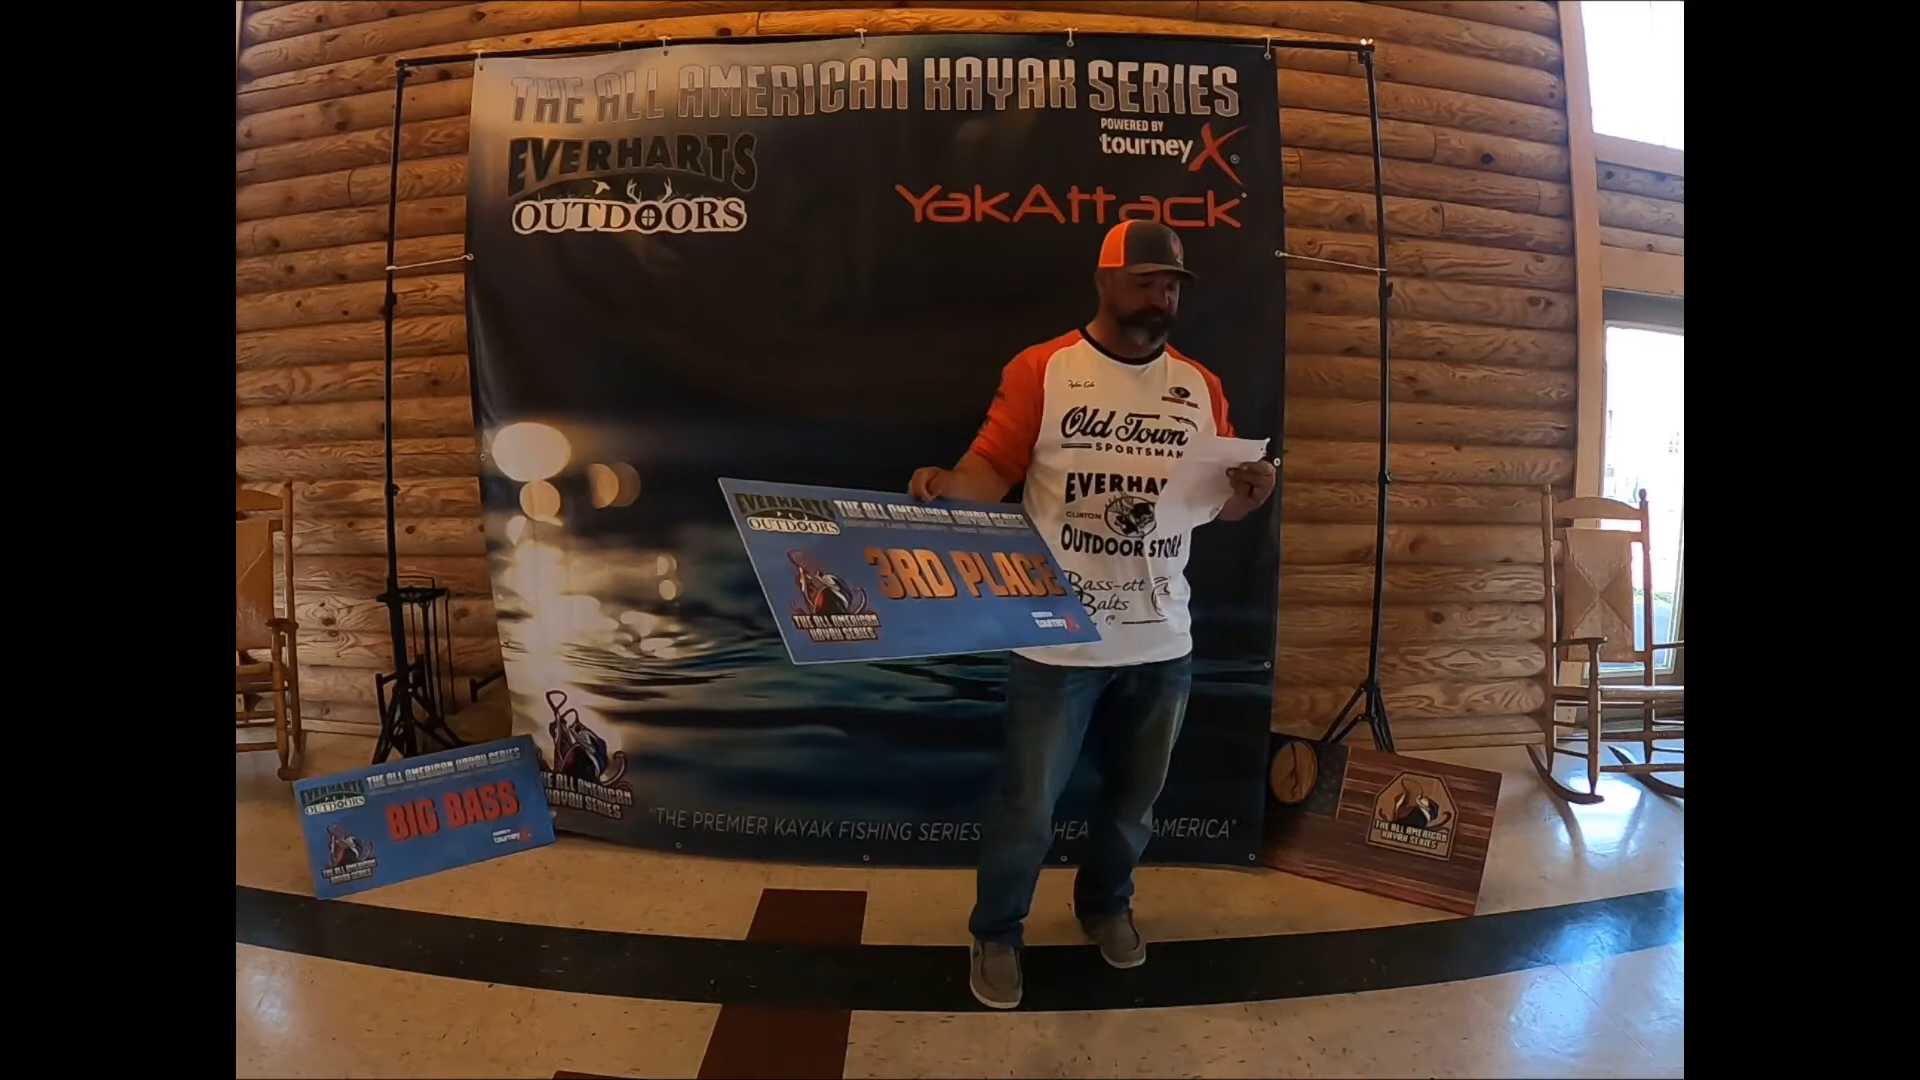 THE ALL AMERICAN KAYAK SERIES
POWERED BY
tourneyX
EVERHARTS
OUTDOORS
YakAttack
Old Town
SPORTSMAN
EVERHA
CLINTON
OUTDOOR STOR
Bass-ett
Baits
EVERHARTS
OUTDOORS
THE ALL AMERICAN KAYAK SERIES
3RD PLACE
THE ALL AMERICAN
KAYAK SERIES
tourneyX
EVERHARTS
OUTDOORS
THE ALL AMERICAN KAYAK SERIES
BIG BASS
THE ALL AMERICAN
KAYAK SERIES
tourneyX
THE ALL AMERICAN
KAYAK SERIES
"THE PREMIER KAYAK FISHING SERIES HEA AMERICA"
THE ALL AMERICAN
KAYAK SERIES